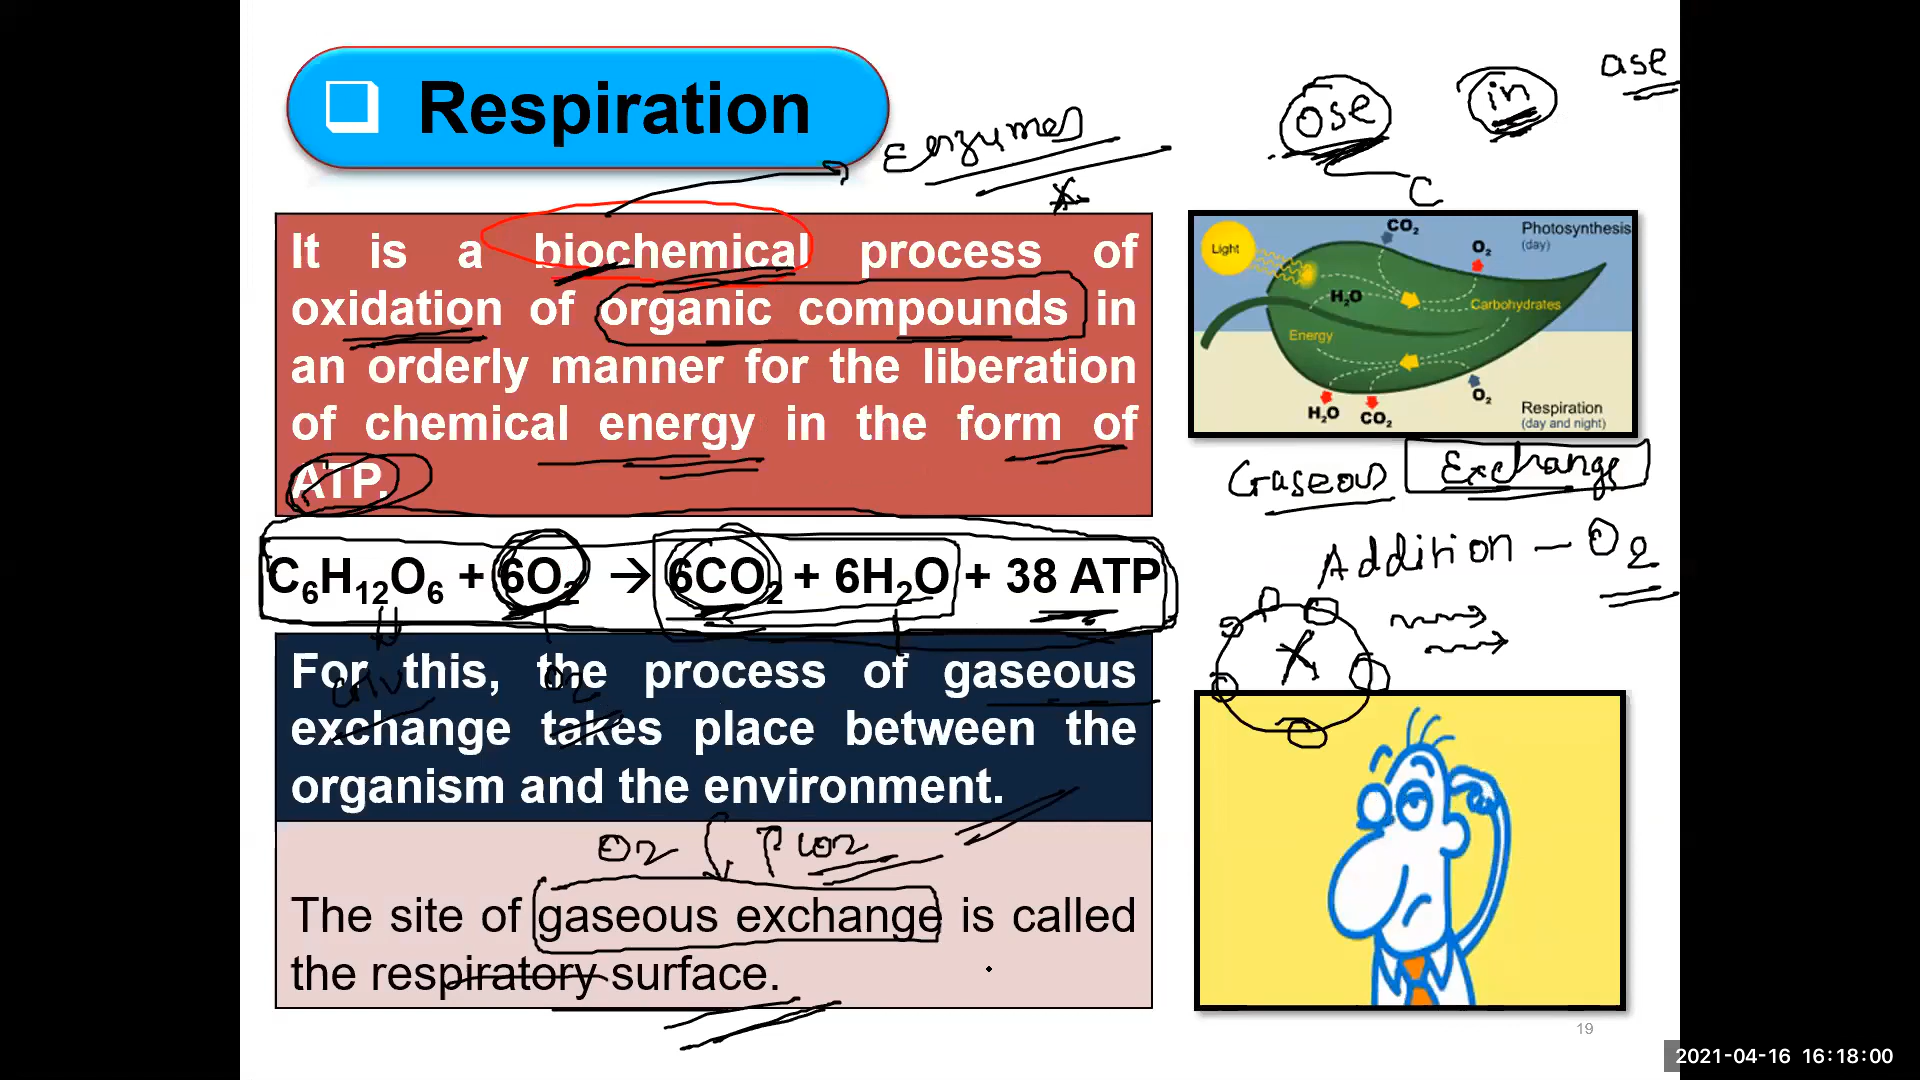 Respiration
Enzymes
ose
in
ase
C
It is a biochemical process of
oxidation of organic compounds in
an orderly manner for the liberation
of chemical energy in the form of
ATP.
Light
CO₂
O₂
Photosynthesis
(day)
H₂O
Carbohydrates
Energy
O₂
H₂O
CO₂
Respiration
(day and night)
Gaseous Exchange
Addition - O₂
C₆H₁₂O₆ + 6O₂ → 6CO₂ + 6H₂O + 38 ATP
X
For this, the process of gaseous
exchange takes place between the
organism and the environment.
O2
O2
CO2
The site of gaseous exchange is called
the respiratory surface.
19
2021-04-16 16:18:00